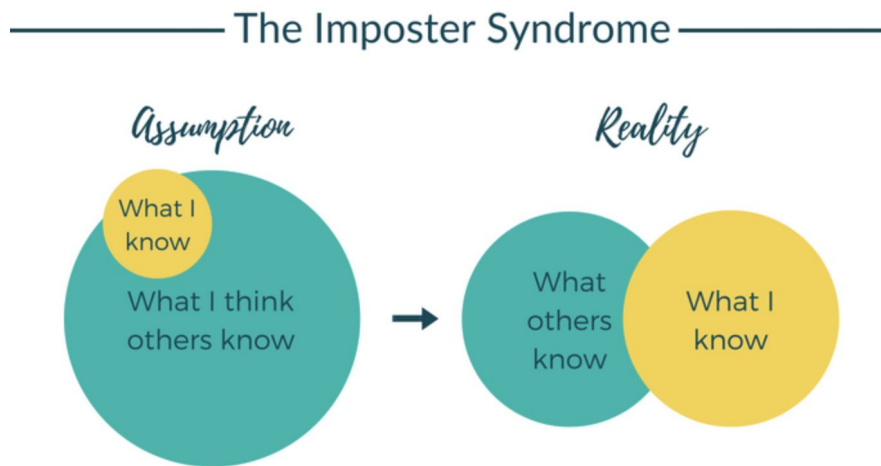 The Imposter Syndrome
Assumption
What I
know
What I think
others know
Reality
What
others
know
What I
know